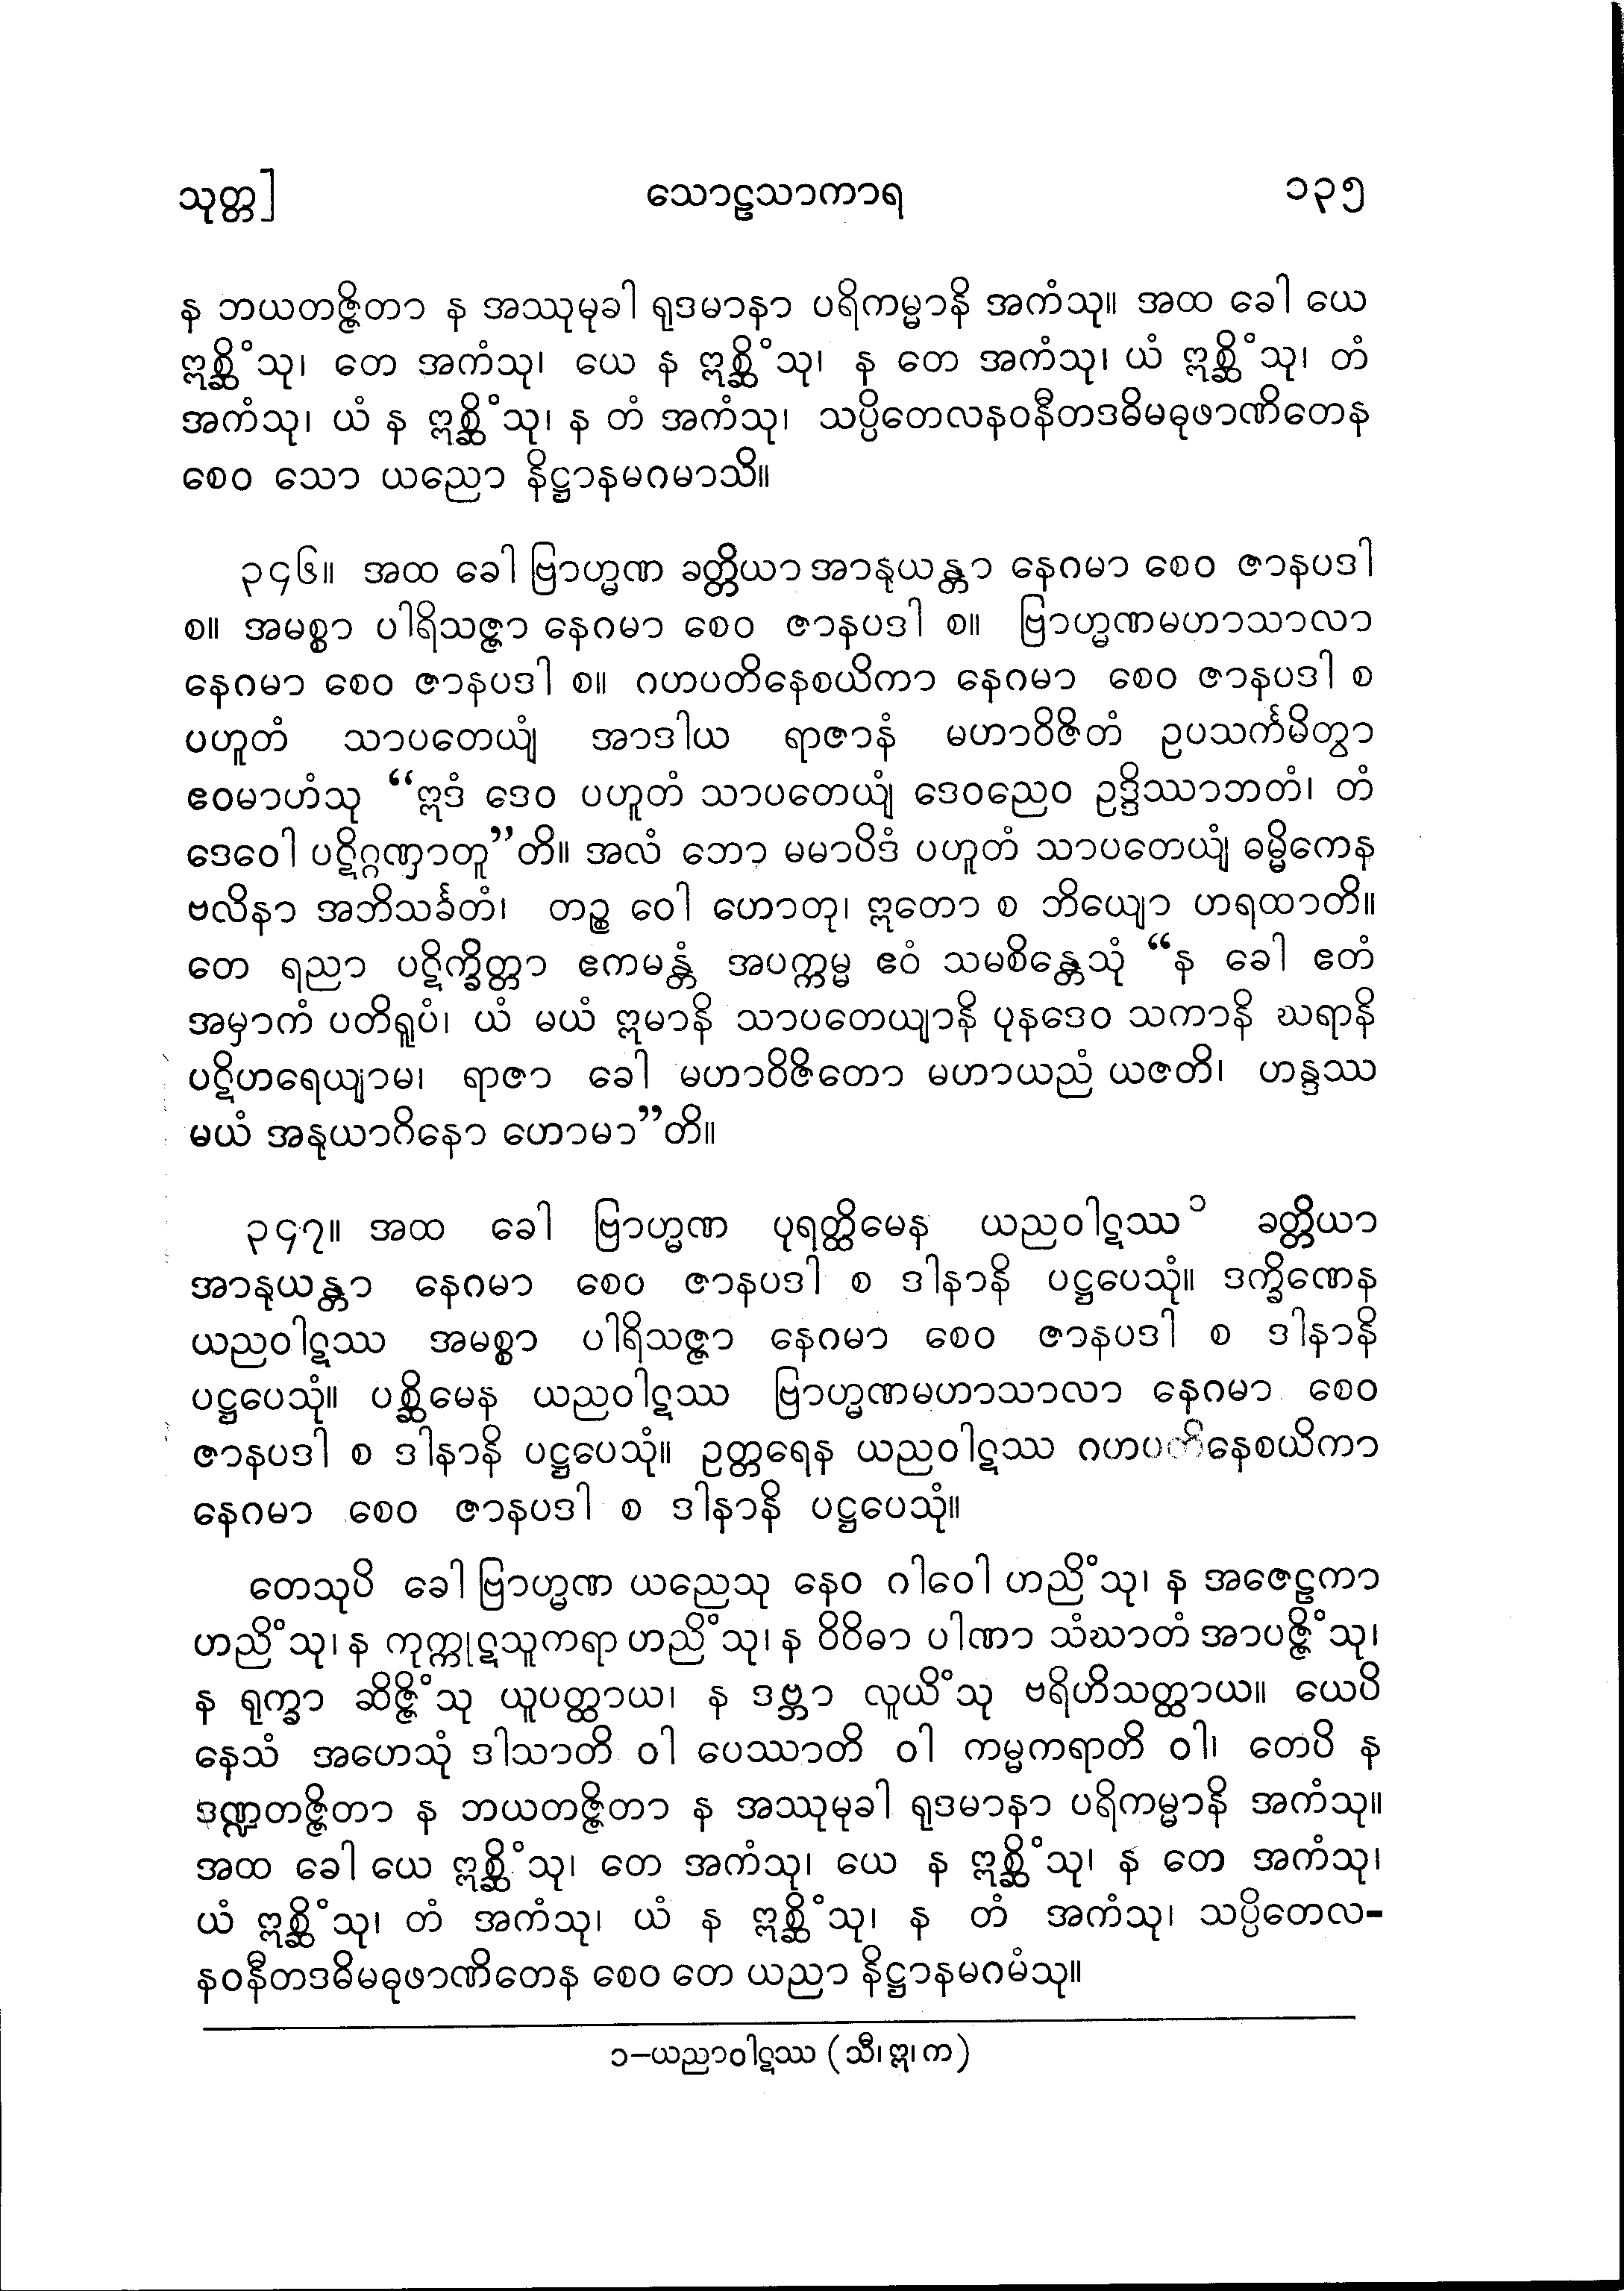 သုတ္တ] သောဠသာကာရ ၁၃၅
န ဘယတဇ္ဇိတာ န အဿုမုခါ ရုဒမာနာ ပရိကမ္မာနိ အကံသု။ အထ ခေါ ယေ
ဣစ္ဆိံသု၊ တေ အကံသု၊ ယေ န ဣစ္ဆိံသု၊ န တေ အကံသု၊ ယံ ဣစ္ဆိံသု၊ တံ
အကံသု၊ ယံ န ဣစ္ဆိံသု၊ န တံ အကံသု၊ သပ္ပိတေလနဝနီတဒဓိမဓုဖာဏိတေန
စေဝ သော ယညော နိဋ္ဌာနမဂမာသိ။
၃၄၆။ အထ ခေါ ဗြာဟ္မဏ ခတ္တိယာ အာနုယန္တာ နေဂမာ စေဝ ဇာနပဒါ
စ။ အမစ္စာ ပါရိသဇ္ဇာ နေဂမာ စေဝ ဇာနပဒါ စ။ ဗြာဟ္မဏမဟာသာလာ
နေဂမာ စေဝ ဇာနပဒါ စ။ ဂဟပတိနေစယိကာ နေဂမာ စေဝ ဇာနပဒါ စ
ပဟူတံ သာပတေယျံ အာဒါယ ရာဇာနံ မဟာဝိဇိတံ ဥပသင်္ကမိတွာ
ဧဝမာဟံသု “ဣဒံ ဒေဝ ပဟူတံ သာပတေယျံ ဒေဝညေဝ ဥဒ္ဒိဿာဘတံ၊ တံ
ဒေဝေါ ပဋိဂ္ဂဏှာတူ”တိ။ အလံ ဘော မမာပိဒံ ပဟူတံ သာပတေယျံ ဓမ္မိကေန
ဗလိနာ အဘိသင်္ခတံ၊ တဉ္စ ဝေါ ဟောတု၊ ဣတော စ ဘိယျော ဟရထာတိ။
တေ ရညာ ပဋိက္ခိတ္တာ ဧကမန္တံ အပက္ကမ္မ ဧဝံ သမစိန္တေသုံ “န ခေါ ဧတံ
အမှာကံ ပတိရူပံ၊ ယံ မယံ ဣမာနိ သာပတေယျာနိ ပုနဒေဝ သကာနိ ဃရာနိ
ပဋိဟရေယျာမ၊ ရာဇာ ခေါ မဟာဝိဇိတော မဟာယညံ ယဇတိ၊ ဟန္ဒဿ
မယံ အနုယာဂိနော ဟောမာ”တိ။
၃၄၇။ အထ ခေါ ဗြာဟ္မဏ ပုရတ္ထိမေန ယညဝါဋဿ ၁ ခတ္တိယာ
အာနုယန္တာ နေဂမာ စေဝ ဇာနပဒါ စ ဒါနာနိ ပဋ္ဌပေသုံ။ ဒက္ခိဏေန
ယညဝါဋဿ အမစ္စာ ပါရိသဇ္ဇာ နေဂမာ စေဝ ဇာနပဒါ စ ဒါနာနိ
ပဋ္ဌပေသုံ။ ပစ္ဆိမေန ယညဝါဋဿ ဗြာဟ္မဏမဟာသာလာ နေဂမာ စေဝ
ဇာနပဒါ စ ဒါနာနိ ပဋ္ဌပေသုံ။ ဥတ္တရေန ယညဝါဋဿ ဂဟပတိနေစယိကာ
နေဂမာ စေဝ ဇာနပဒါ စ ဒါနာနိ ပဋ္ဌပေသုံ။
တေသုပိ ခေါ ဗြာဟ္မဏ ယညေသု နေဝ ဂါဝေါ ဟညိံသု၊ န အဇေဠကာ
ဟညိံသု၊ န ကုက္ကုဋသူကရာ ဟညိံသု၊ န ဝိဝိဓာ ပါဏာ သံဃာတံ အာပဇ္ဇိံသု၊
န ရုက္ခာ ဆိဇ္ဇိံသု ယူပတ္ထာယ၊ န ဒဗ္ဘာ လူယိံသု ဗရိဟိသတ္ထာယ။ ယေပိ
နေသံ အဟေသုံ ဒါသာတိ ဝါ ပေဿာတိ ဝါ ကမ္မကရာတိ ဝါ၊ တေပိ န
ဒဏ္ဍတဇ္ဇိတာ န ဘယတဇ္ဇိတာ န အဿုမုခါ ရုဒမာနာ ပရိကမ္မာနိ အကံသု။
အထ ခေါ ယေ ဣစ္ဆိံသု၊ တေ အကံသု၊ ယေ န ဣစ္ဆိံသု၊ န တေ အကံသု၊
ယံ ဣစ္ဆိံသု၊ တံ အကံသု၊ ယံ န ဣစ္ဆိံသု၊ န တံ အကံသု၊ သပ္ပိတေလ-
နဝနီတဒဓိမဓုဖာဏိတေန စေဝ တေ ယညာ နိဋ္ဌာနမဂမံသု။
၁-ယညာဝါဋဿ (သီ၊ ဣ၊ က)